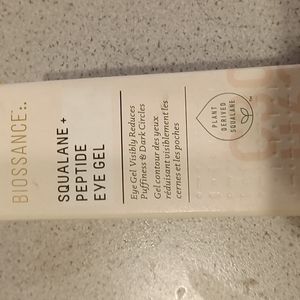 BIOSSANCE:.
SQUALANE +
PEPTIDE
EYE GEL
Eye Gel Visibly Reduces
Puffiness & Dark Circles
Gel contour des yeux
réduisant visiblement les
cernes et les poches
PLANT
DERIVED
SQUALANE
TM